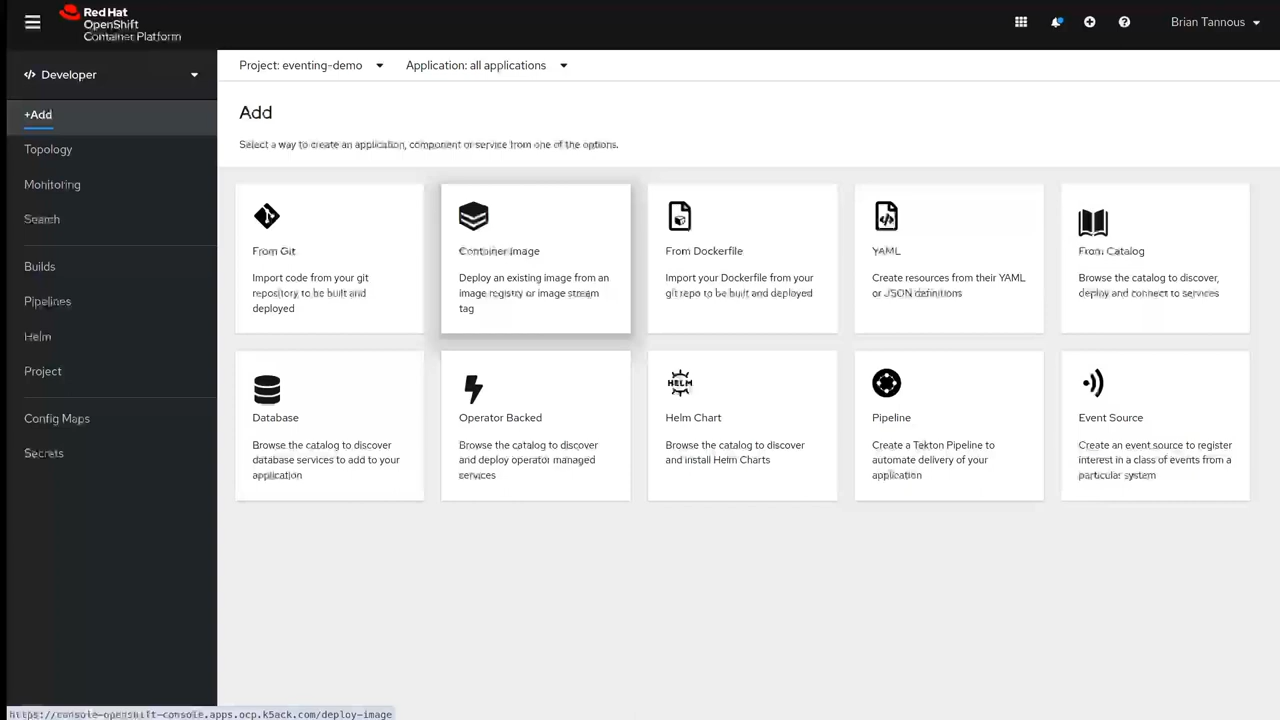 Red Hat
OpenShift
Container Platform
Brian Tannous
</> Developer
Project: eventing-demo
Application: all applications
+Add
Topology
Monitoring
Search
Builds
Pipelines
Helm
Project
Config Maps
Secrets
Add
Select a way to create an application, component or service from one of the options.
From Git
Import code from your git
repository to be built and
deployed
Container Image
Deploy an existing image from an
image registry or image stream
tag
From Dockerfile
Import your Dockerfile from your
git repo to be built and deployed
YAML
Create resources from their YAML
or JSON definitions
From Catalog
Browse the catalog to discover,
deploy and connect to services
Database
Browse the catalog to discover
database services to add to your
application
Operator Backed
Browse the catalog to discover
and deploy operator managed
services
HELM
Helm Chart
Browse the catalog to discover
and install Helm Charts
Pipeline
Create a Tekton Pipeline to
automate delivery of your
application
Event Source
Create an event source to register
interest in a class of events from a
particular system
https://console-openshift-console.apps.ocp.k5ack.com/deploy-image